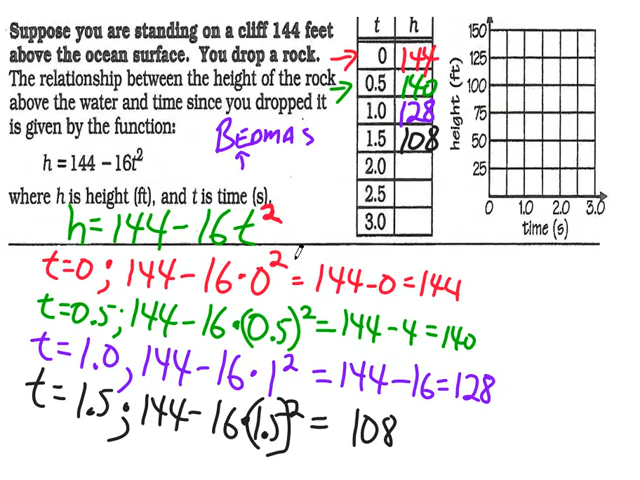 Suppose you are standing on a cliff 144 feet
above the ocean surface. You drop a rock.
The relationship between the height of the rock
above the water and time since you dropped it
is given by the function:
BEDMAS
h = 144 – 16t²
where h is height (ft), and t is time (s).
t h
0 144
0.5 140
1.0 128
1.5 108
2.0
2.5
3.0
height (ft)
150
125
100
75
50
25
0 1.0 2.0 3.0
time (s)
h = 144 – 16t²
t=0; 144 – 16 · 0² = 144 – 0 = 144
t=0.5; 144 – 16 · (0.5)² = 144 – 4 = 140
t = 1.0, 144 – 16 · 1² = 144 – 16 = 128
t = 1.5; 144 – 16 · (1.5)² = 108